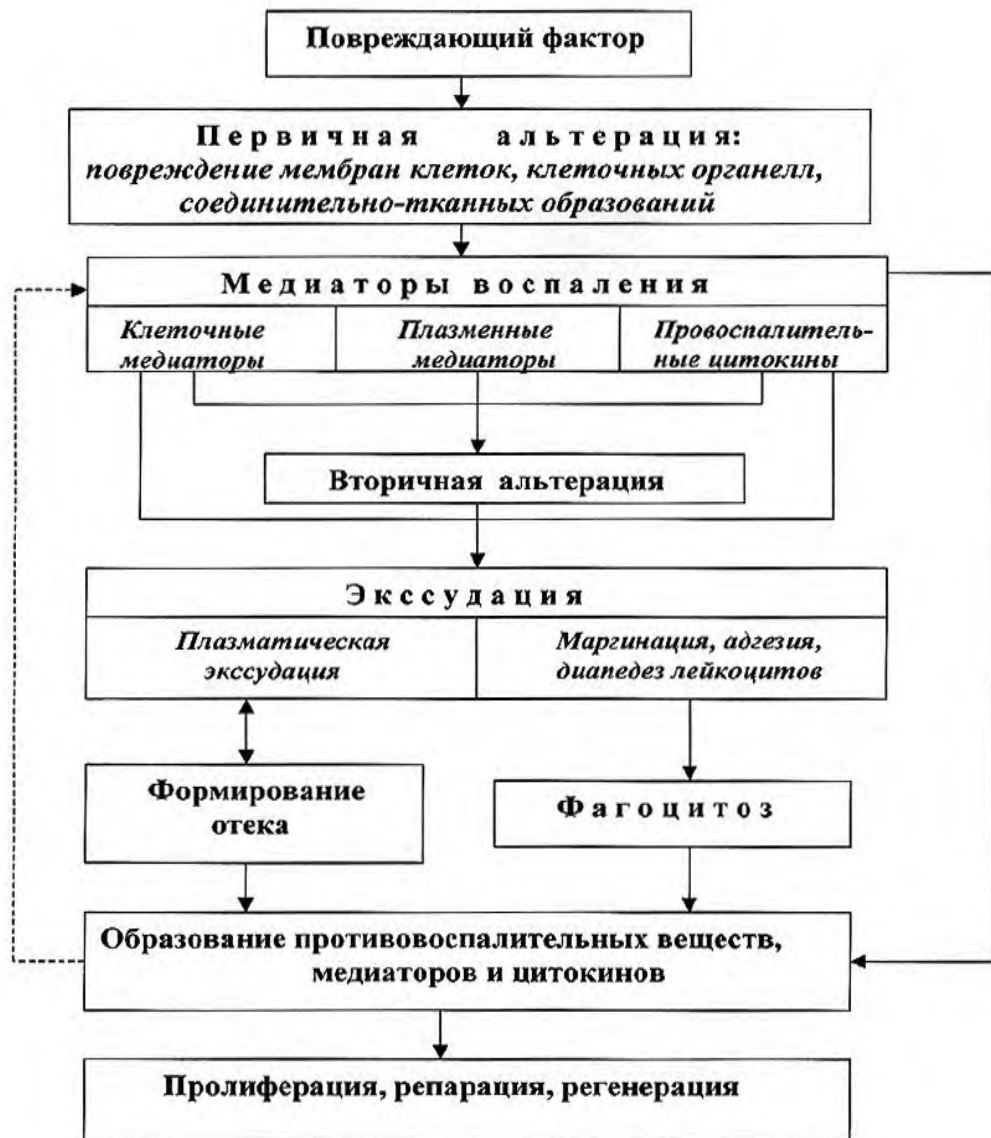 Повреждающий фактор
Первичная альтерация:
повреждение мембран клеток, клеточных органелл,
соединительно-тканных образований
Медиаторы воспаления
Клеточные
медиаторы
Плазменные
медиаторы
Провоспалитель-
ные цитокины
Вторичная альтерация
Экссудация
Плазматическая
экссудация
Маргинация, адгезия,
диапедез лейкоцитов
Формирование
отека
Фагоцитоз
Образование противовоспалительных веществ,
медиаторов и цитокинов
Пролиферация, репарация, регенерация